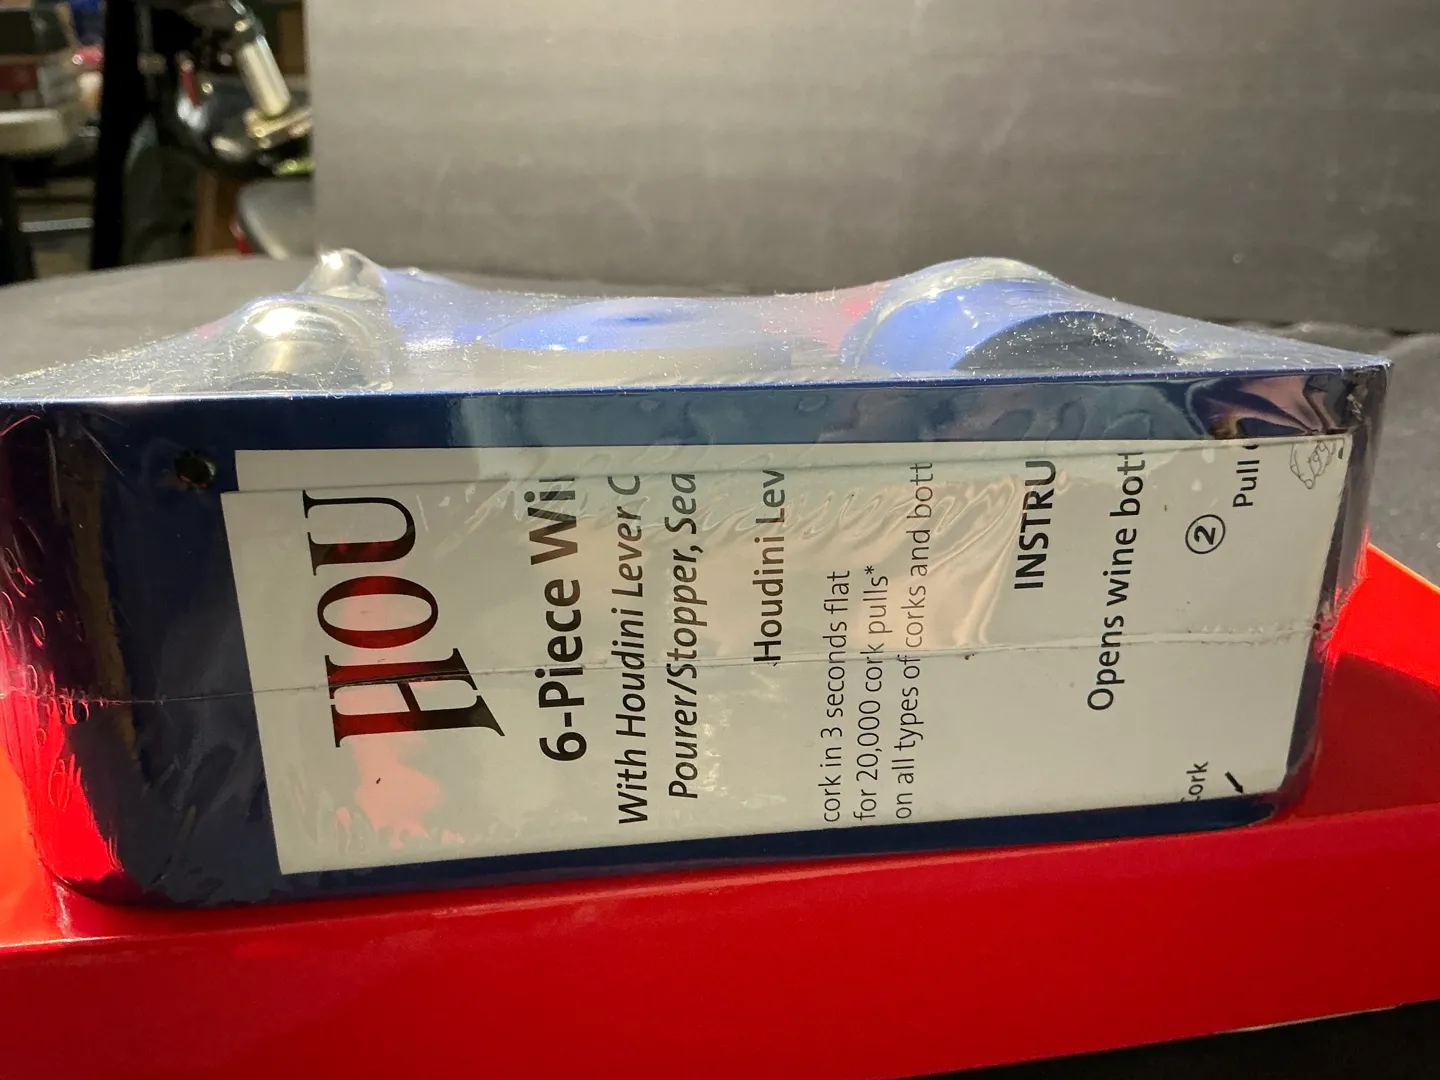 HOU
6-Piece Wi
With Houdini Lever C
Pourer/Stopper, Sea
Houdini Lev
cork in 3 seconds flat
for 20,000 cork pulls*
on all types of corks and bott
INSTRU
Opens wine bott
②
Pull
ork